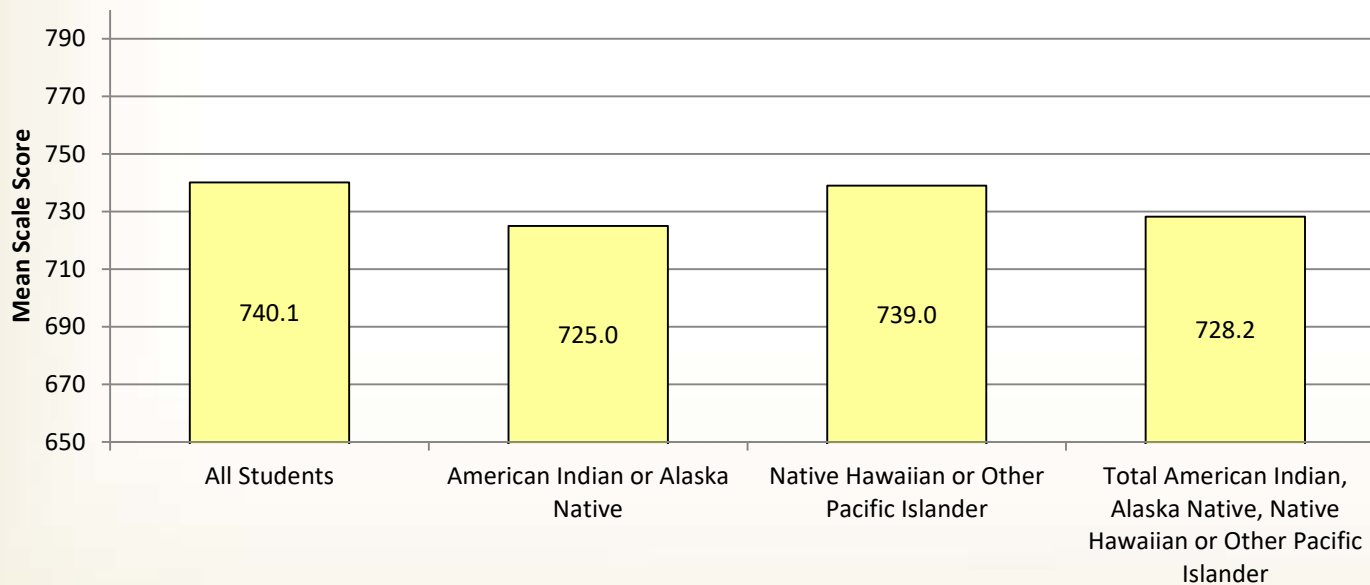 Mean Scale Score
790
770
750
730
710
690
670
650
740.1
725.0
739.0
728.2
All Students
American Indian or Alaska
Native
Native Hawaiian or Other
Pacific Islander
Total American Indian,
Alaska Native, Native
Hawaiian or Other Pacific
Islander